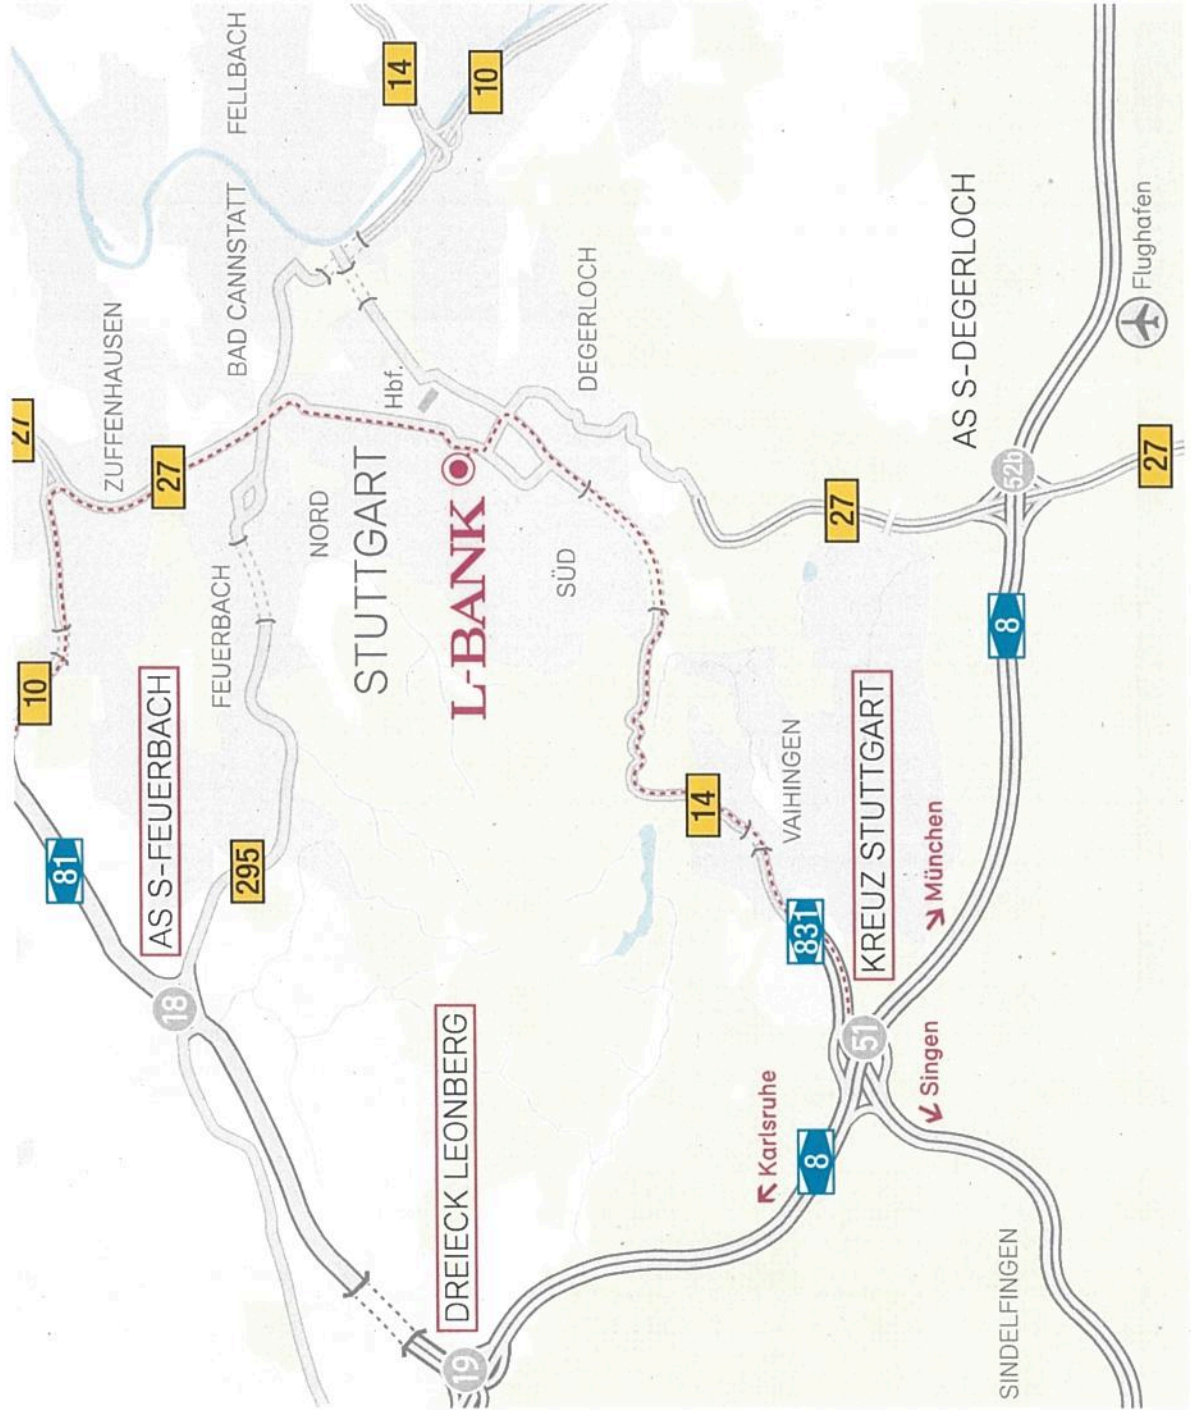 10
27
81
ZUFFENHAUSEN
AS S-FEUERBACH
27
18
FEUERBACH
BAD CANNSTATT
FELLBACH
295
NORD
STUTTGART
Hbf.
14
DREIECK LEONBERG
19
L-BANK
10
SÜD
DEGERLOCH
14
Karlsruhe
VAIHINGEN
831
8
27
51
KREUZ STUTTGART
Singen
München
AS S-DEGERLOCH
8
52b
SINDELFINGEN
Flughafen
27